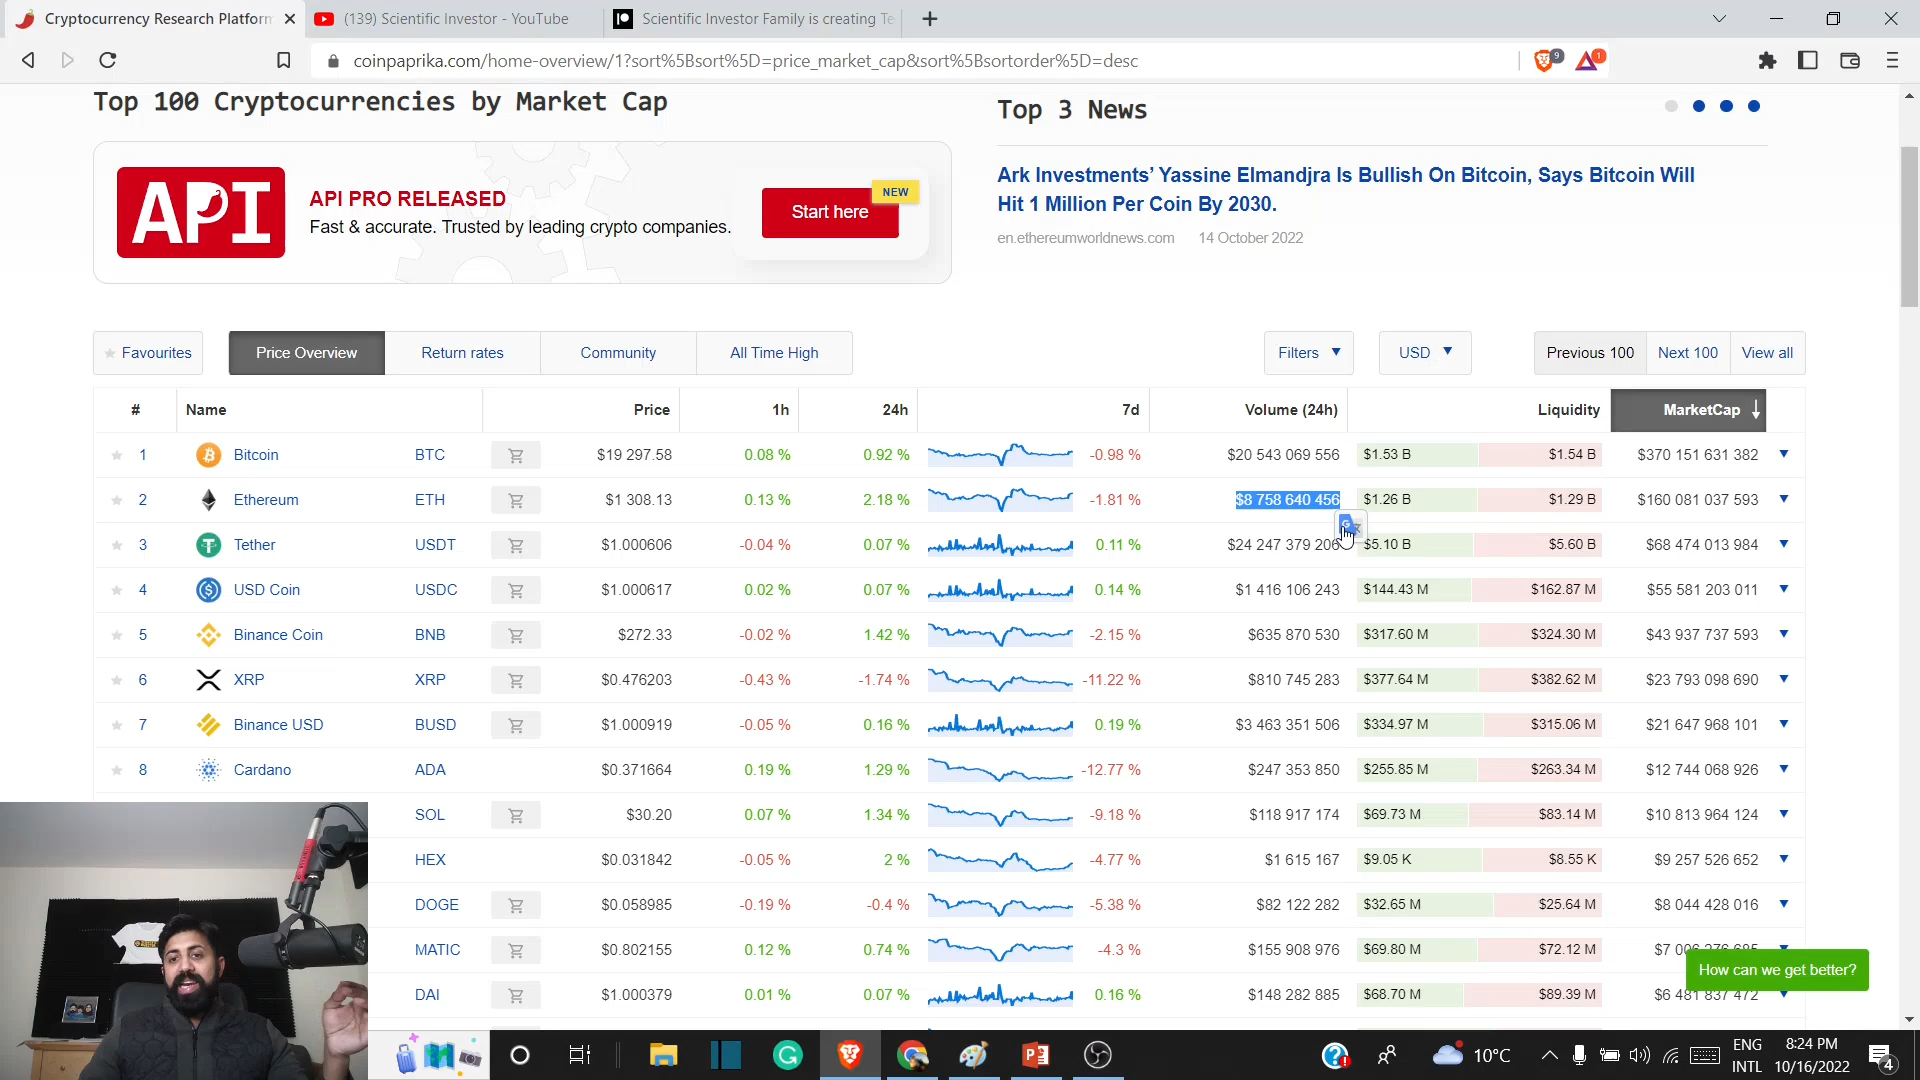 Cryptocurrency Research Platform
(139) Scientific Investor - YouTube
Scientific Investor Family is creating Te
coinpaprika.com/home-overview/1?sort%5Bsort%5D=price_market_cap&sort%5Bsortorder%5D=desc
9
1
Top 100 Cryptocurrencies by Market Cap
Top 3 News
API
API PRO RELEASED
Fast & accurate. Trusted by leading crypto companies.
Start here
NEW
Ark Investments' Yassine Elmandjra Is Bullish On Bitcoin, Says Bitcoin Will
Hit 1 Million Per Coin By 2030.
en.ethereumworldnews.com 14 October 2022
Favourites Price Overview Return rates Community All Time High Filters USD Previous 100 Next 100 View all
# Name Price 1h 24h 7d Volume (24h) Liquidity MarketCap
1 Bitcoin BTC $19 297.58 0.08 % 0.92 % -0.98 % $20 543 069 556 $1.53 B $1.54 B $370 151 631 382
2 Ethereum ETH $1 308.13 0.13 % 2.18 % -1.81 % $8 758 640 456 $1.26 B $1.29 B $160 081 037 593
3 Tether USDT $1.000606 -0.04 % 0.07 % 0.11 % $24 247 379 206 $5.10 B $5.60 B $68 474 013 984
4 USD Coin USDC $1.000617 0.02 % 0.07 % 0.14 % $1 416 106 243 $144.43 M $162.87 M $55 581 203 011
5 Binance Coin BNB $272.33 -0.02 % 1.42 % -2.15 % $635 870 530 $317.60 M $324.30 M $43 937 737 593
6 XRP XRP $0.476203 -0.43 % -1.74 % -11.22 % $810 745 283 $377.64 M $382.62 M $23 793 098 690
7 Binance USD BUSD $1.000919 -0.05 % 0.16 % 0.19 % $3 463 351 506 $334.97 M $315.06 M $21 647 968 101
8 Cardano ADA $0.371664 0.19 % 1.29 % -12.77 % $247 353 850 $255.85 M $263.34 M $12 744 068 926
SOL $30.20 0.07 % 1.34 % -9.18 % $118 917 174 $69.73 M $83.14 M $10 813 964 124
HEX $0.031842 -0.05 % 2 % -4.77 % $1 615 167 $9.05 K $8.55 K $9 257 526 652
DOGE $0.058985 -0.19 % -0.4 % -5.38 % $82 122 282 $32.65 M $25.64 M $8 044 428 016
MATIC $0.802155 0.12 % 0.74 % -4.3 % $155 908 976 $69.80 M $72.12 M
How can we get better?
DAI $1.000379 0.01 % 0.07 % 0.16 % $148 282 885 $68.70 M $89.39 M $6 481 837 472
10°C
ENG
INTL
8:24 PM
10/16/2022
4